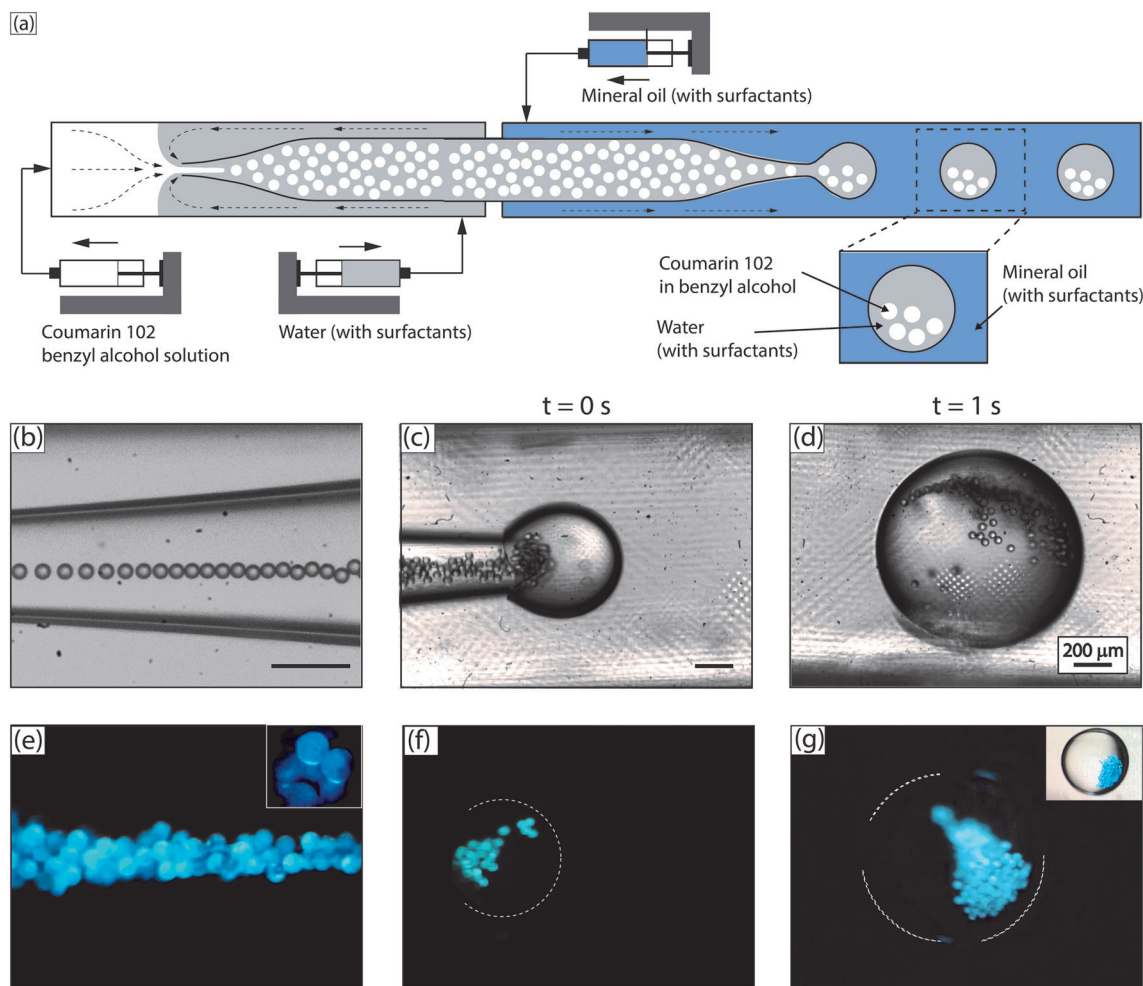 (a)
Mineral oil (with surfactants)
Coumarin 102
benzyl alcohol solution
Water (with surfactants)
Coumarin 102
in benzyl alcohol
Water
(with surfactants)
Mineral oil
(with surfactants)
t = 0 s
t = 1 s
(b)
(c)
(d)
200 µm
(e)
(f)
(g)